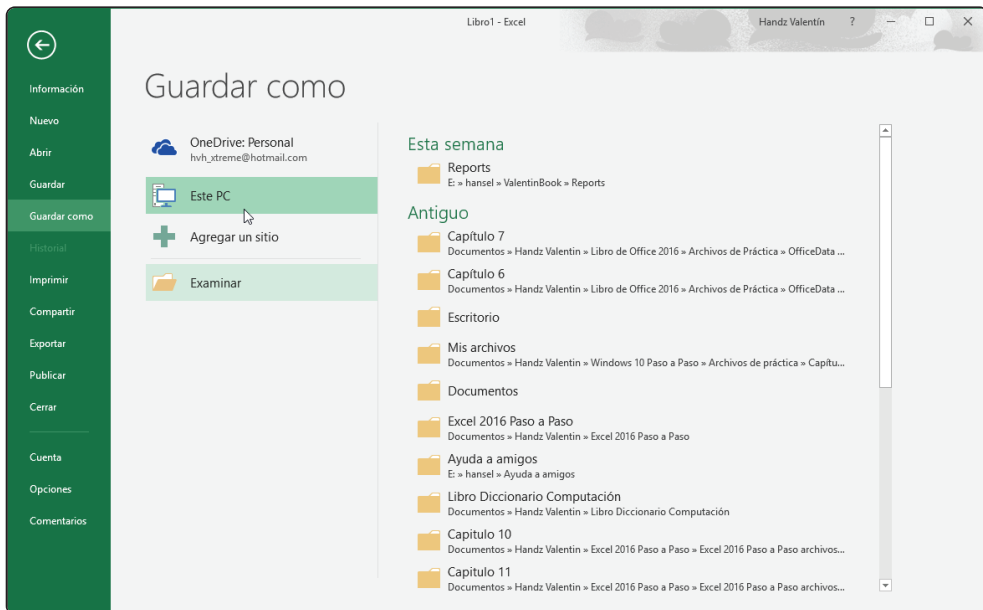 Libro1 - Excel
Handz Valentín ?
Información
Nuevo
Abrir
Guardar
Guardar como
Historial
Imprimir
Compartir
Exportar
Publicar
Cerrar
Cuenta
Opciones
Comentarios
Guardar como
OneDrive: Personal
hvh_xtreme@hotmail.com
Este PC
Agregar un sitio
Examinar
Esta semana
Reports
E: » hansel » ValentinBook » Reports
Antiguo
Capítulo 7
Documentos » Handz Valentin » Libro de Office 2016 » Archivos de Práctica » OfficeData ...
Capítulo 6
Documentos » Handz Valentin » Libro de Office 2016 » Archivos de Práctica » OfficeData ...
Escritorio
Mis archivos
Documentos » Handz Valentin » Windows 10 Paso a Paso » Archivos de práctica » Capítu...
Documentos
Excel 2016 Paso a Paso
Documentos » Handz Valentin » Excel 2016 Paso a Paso
Ayuda a amigos
E: » hansel » Ayuda a amigos
Libro Diccionario Computación
Documentos » Handz Valentin » Libro Diccionario Computación
Capitulo 10
Documentos » Handz Valentin » Excel 2016 Paso a Paso » Excel 2016 Paso a Paso archivos...
Capitulo 11
Documentos » Handz Valentin » Excel 2016 Paso a Paso » Excel 2016 Paso a Paso archivos...